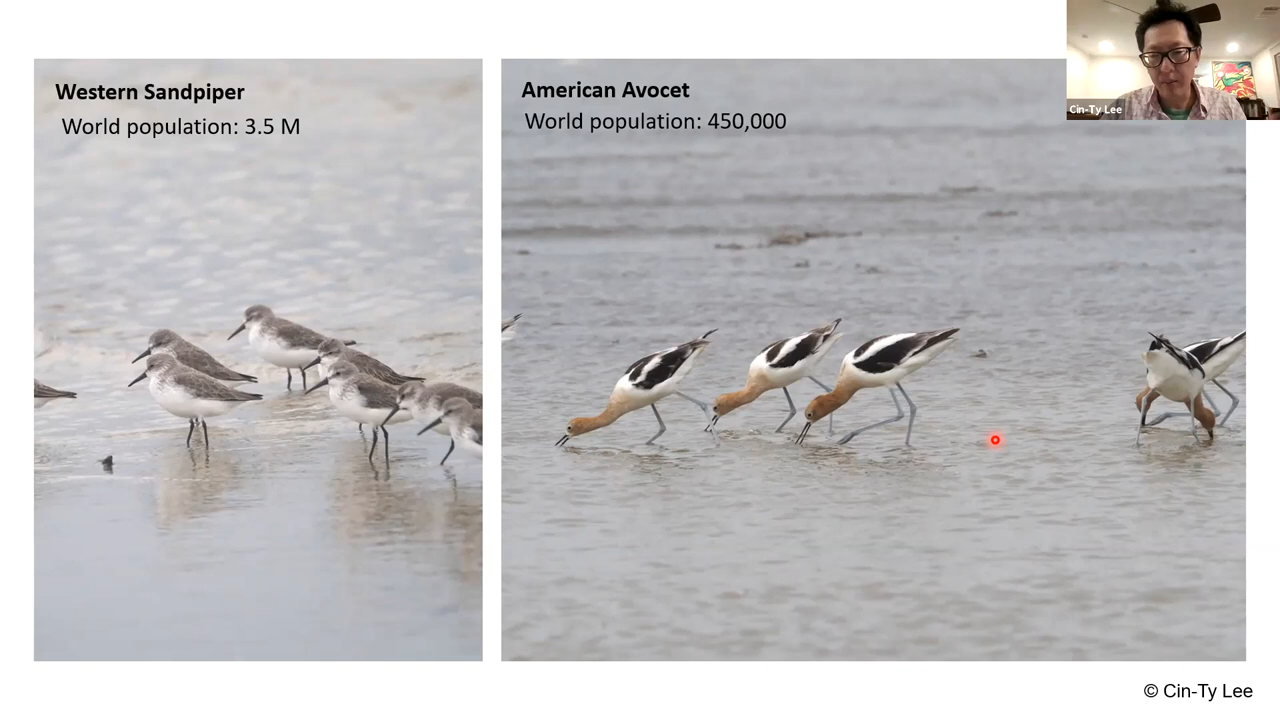 Western Sandpiper
World population: 3.5 M
American Avocet
World population: 450,000
Cin-Ty Lee
© Cin-Ty Lee